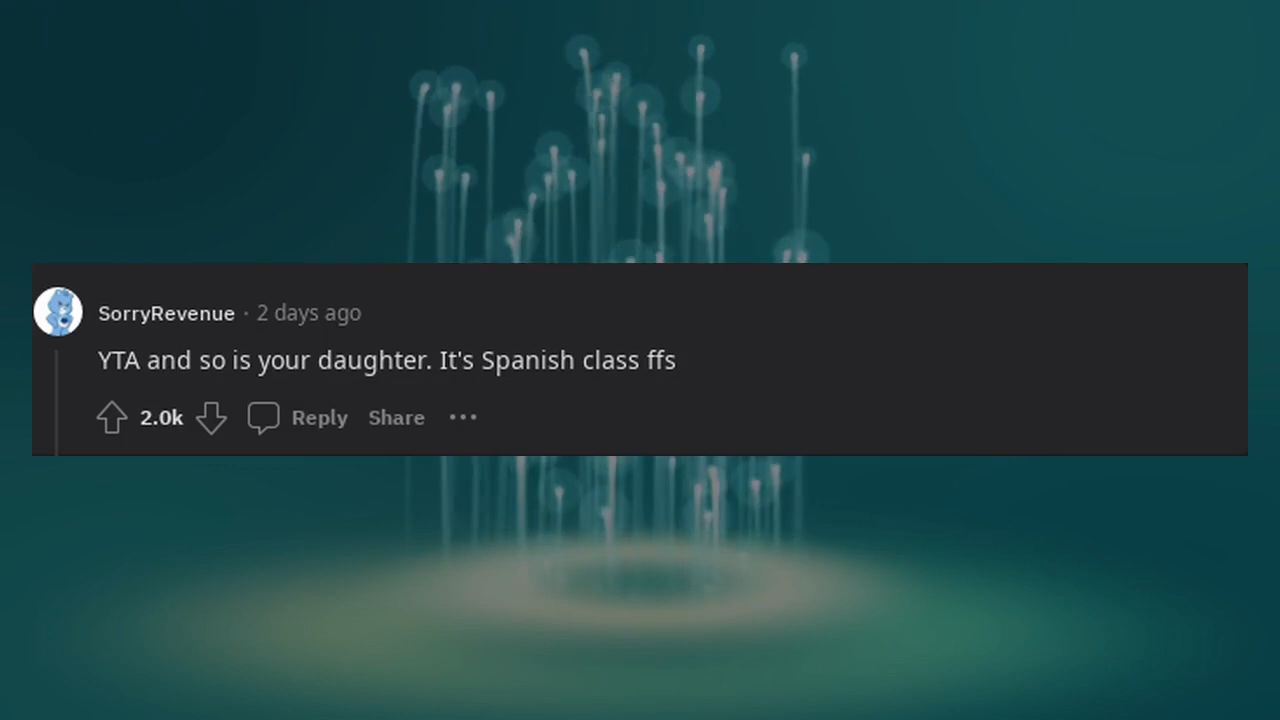 SorryRevenue · 2 days ago
YTA and so is your daughter. It's Spanish class ffs
2.0k Reply Share ···